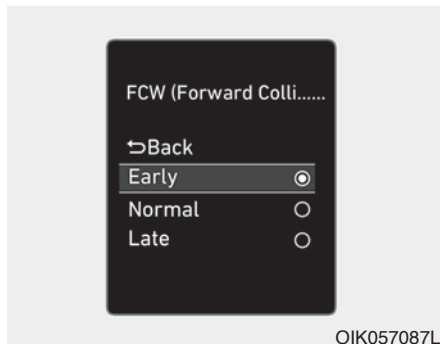 FCW (Forward Colli......
⮌Back
Early
Normal
Late
OIK057087L